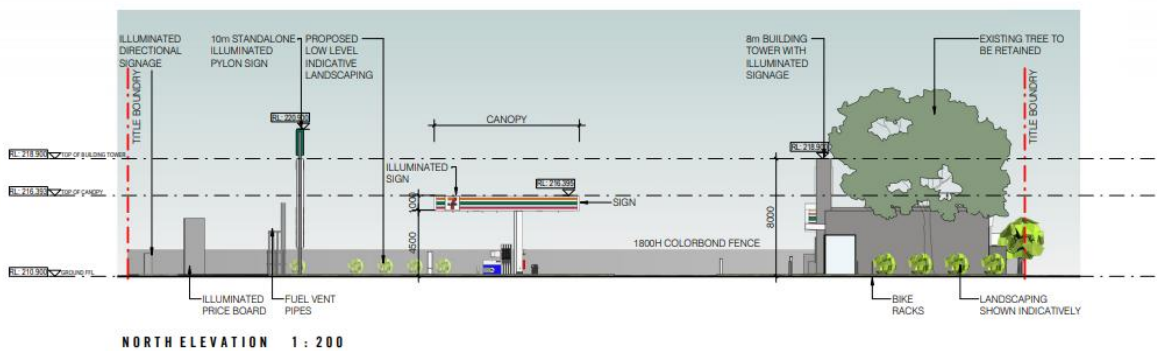 ILLUMINATED
DIRECTIONAL
SIGNAGE
10m STANDALONE
ILLUMINATED
PYLON SIGN
PROPOSED
LOW LEVEL
INDICATIVE
LANDSCAPING
8m BUILDING
TOWER WITH
ILLUMINATED
SIGNAGE
EXISTING TREE TO
BE RETAINED
TITLE BOUNDRY
TITLE BOUNDRY
RL: 220.900
CANOPY
RL: 218.900 TOP OF BUILDING TOWER
RL: 218.900
ILLUMINATED
SIGN
RL: 216.393 TOP OF CANOPY
RL: 216.395
1000
SIGN
4500
8000
1800H COLORBOND FENCE
RL: 210.900 GROUND FFL
ILLUMINATED
PRICE BOARD
FUEL VENT
PIPES
BIKE
RACKS
LANDSCAPING
SHOWN INDICATIVELY
NORTH ELEVATION 1 : 200